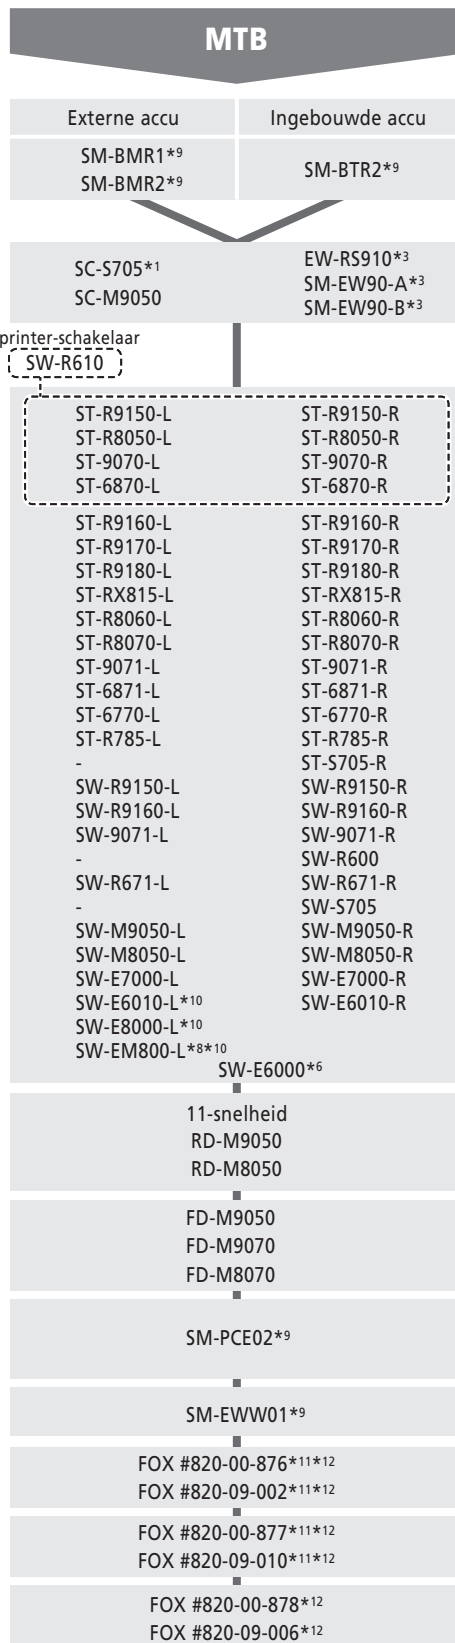 MTB
Externe accu Ingebouwde accu
SM-BMR1*9
SM-BMR2*9
SM-BTR2*9
SC-S705*1
SC-M9050
EW-RS910*3
SM-EW90-A*3
SM-EW90-B*3
printer-schakelaar
SW-R610
ST-R9150-L ST-R9150-R
ST-R8050-L ST-R8050-R
ST-9070-L ST-9070-R
ST-6870-L ST-6870-R
ST-R9160-L ST-R9160-R
ST-R9170-L ST-R9170-R
ST-R9180-L ST-R9180-R
ST-RX815-L ST-RX815-R
ST-R8060-L ST-R8060-R
ST-R8070-L ST-R8070-R
ST-9071-L ST-9071-R
ST-6871-L ST-6871-R
ST-6770-L ST-6770-R
ST-R785-L ST-R785-R
- ST-S705-R
SW-R9150-L SW-R9150-R
SW-R9160-L SW-R9160-R
SW-9071-L SW-9071-R
- SW-R600
SW-R671-L SW-R671-R
- SW-S705
SW-M9050-L SW-M9050-R
SW-M8050-L SW-M8050-R
SW-E7000-L SW-E7000-R
SW-E6010-L*10 SW-E6010-R
SW-E8000-L*10
SW-EM800-L*8*10
SW-E6000*6
11-snelheid
RD-M9050
RD-M8050
FD-M9050
FD-M9070
FD-M8070
SM-PCE02*9
SM-EWW01*9
FOX #820-00-876*11*12
FOX #820-09-002*11*12
FOX #820-00-877*11*12
FOX #820-09-010*11*12
FOX #820-00-878*12
FOX #820-09-006*12